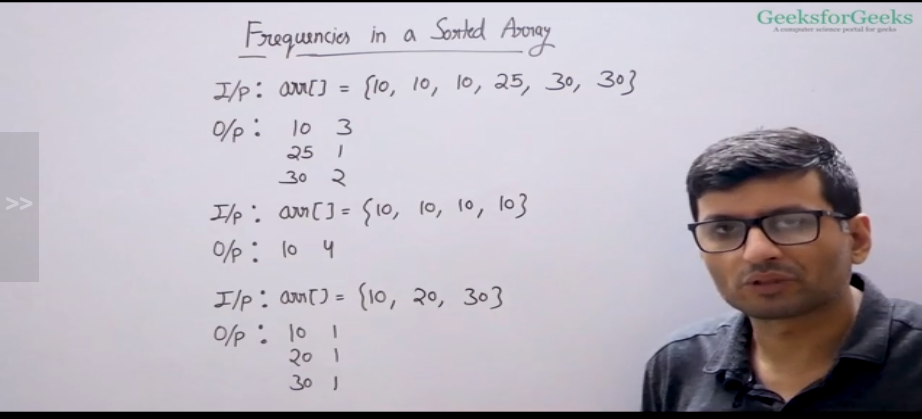 GeeksforGeeks
A computer science portal for geeks
Frequencies in a Sorted Array
I/p: arr[] = {10, 10, 10, 25, 30, 30}
O/p: 10 3
25 1
30 2
I/p: arr[] = {10, 10, 10, 10}
O/p: 10 4
I/p: arr[] = {10, 20, 30}
O/p: 10 1
20 1
30 1
>>